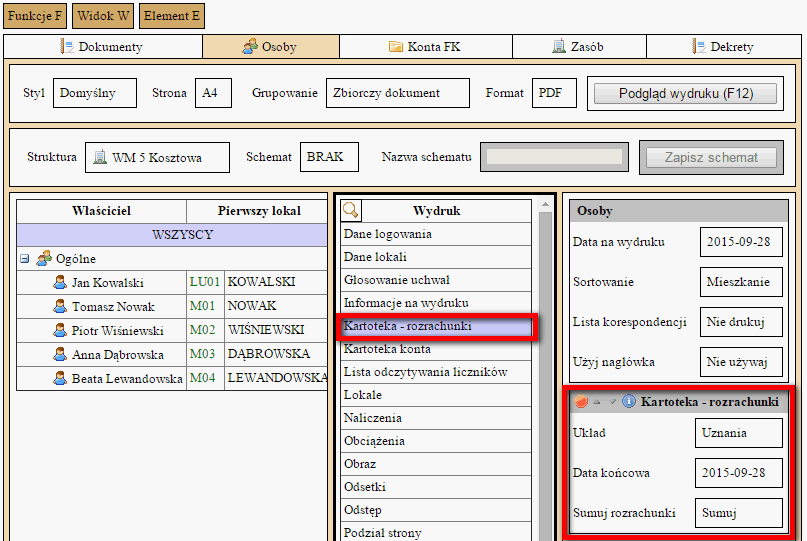 Funkcje F Widok W Element E
Dokumenty Osoby Konta FK Zasób Dekrety
Styl Domyślny Strona A4 Grupowanie Zbiorczy dokument Format PDF Podgląd wydruku (F12)
Struktura WM 5 Kosztowa Schemat BRAK Nazwa schematu Zapisz schemat
Właściciel Pierwszy lokal
WSZYSCY
Ogólne
Jan Kowalski LU01 KOWALSKI
Tomasz Nowak M01 NOWAK
Piotr Wiśniewski M02 WIŚNIEWSKI
Anna Dąbrowska M03 DĄBROWSKA
Beata Lewandowska M04 LEWANDOWSKA
Wydruk
Dane logowania
Dane lokali
Głosowanie uchwał
Informacje na wydruku
Kartoteka - rozrachunki
Kartoteka konta
Lista odczytywania liczników
Lokale
Naliczenia
Obciążenia
Obraz
Odsetki
Odstęp
Podział strony
Osoby
Data na wydruku 2015-09-28
Sortowanie Mieszkanie
Lista korespondencji Nie drukuj
Użyj nagłówka Nie używaj
Kartoteka - rozrachunki
Układ Uznania
Data końcowa 2015-09-28
Sumuj rozrachunki Sumuj